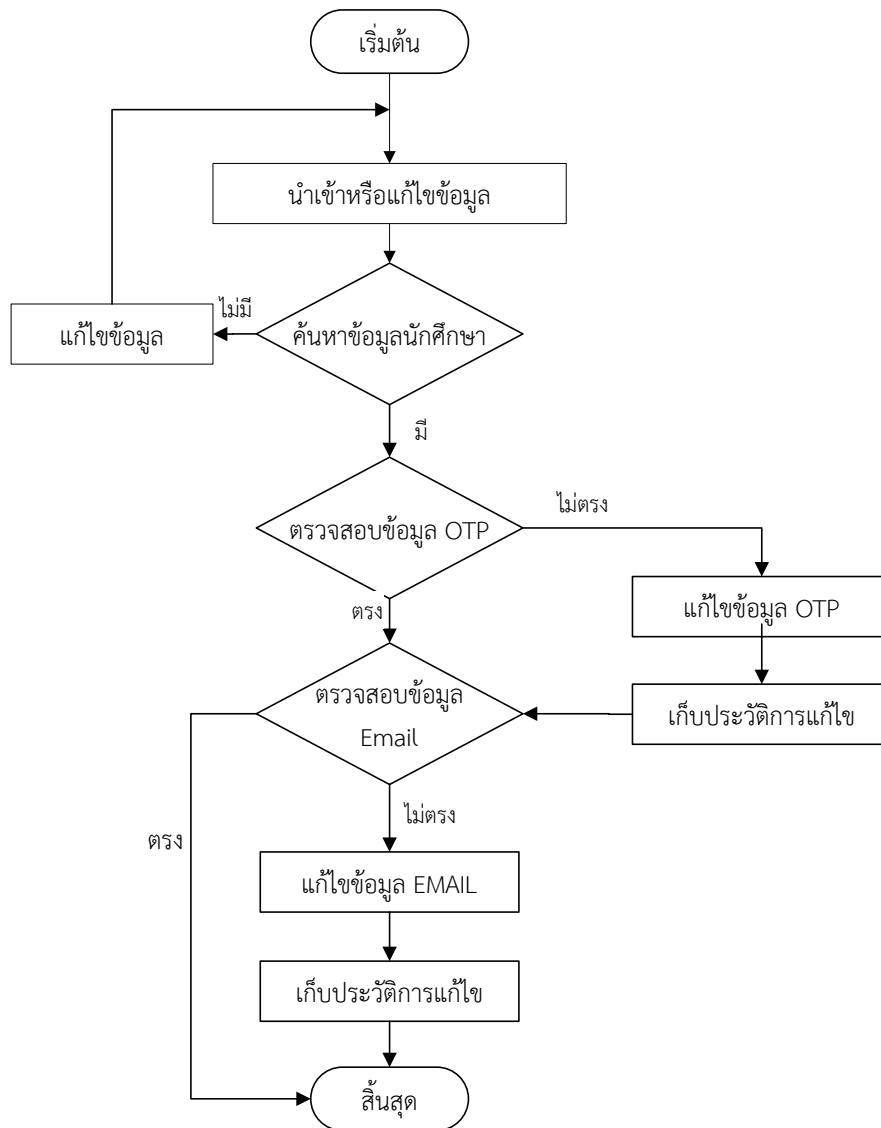 เริ่มต้น
นำเข้าหรือแก้ไขข้อมูล
ไม่มี
แก้ไขข้อมูล
ค้นหาข้อมูลนักศึกษา
มี
ไม่ตรง
ตรวจสอบข้อมูล OTP
แก้ไขข้อมูล OTP
ตรง
ตรวจสอบข้อมูล
Email
เก็บประวัติการแก้ไข
ไม่ตรง
ตรง
แก้ไขข้อมูล EMAIL
เก็บประวัติการแก้ไข
สิ้นสุด